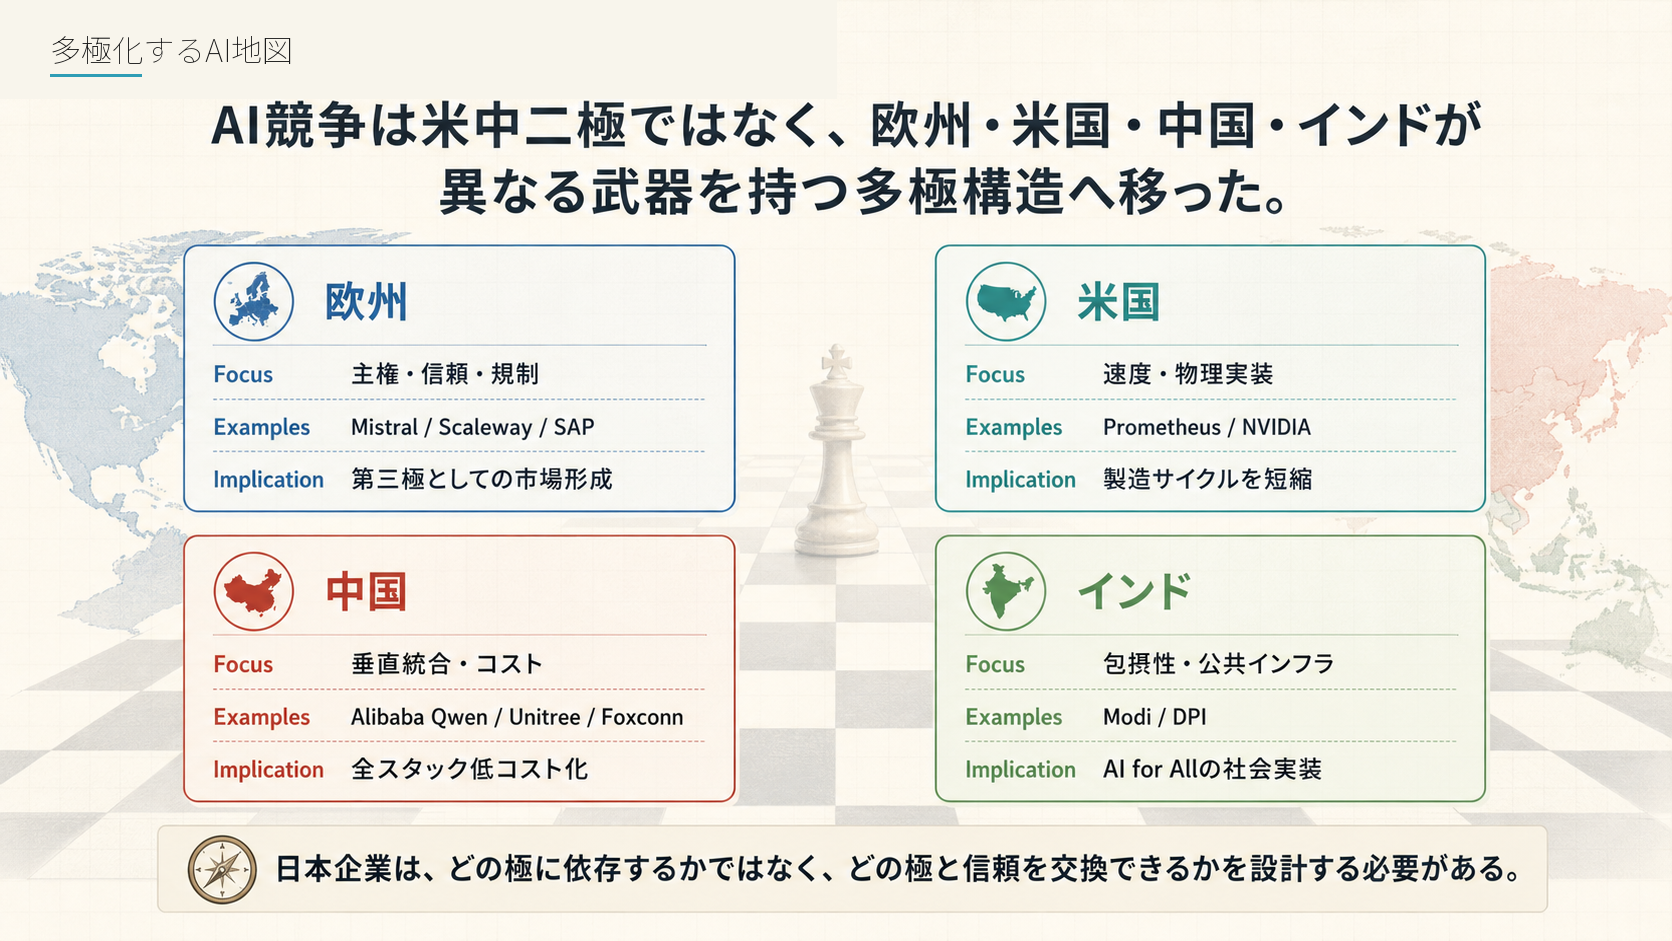 多極化するAI地図
AI競争は米中二極ではなく、欧州・米国・中国・インドが
異なる武器を持つ多極構造へ移った。
欧州
Focus 主権・信頼・規制
Examples Mistral / Scaleway / SAP
Implication 第三極としての市場形成
米国
Focus 速度・物理実装
Examples Prometheus / NVIDIA
Implication 製造サイクルを短縮
中国
Focus 垂直統合・コスト
Examples Alibaba Qwen / Unitree / Foxconn
Implication 全スタック低コスト化
インド
Focus 包摂性・公共インフラ
Examples Modi / DPI
Implication AI for Allの社会実装
日本企業は、どの極に依存するかではなく、どの極と信頼を交換できるかを設計する必要がある。